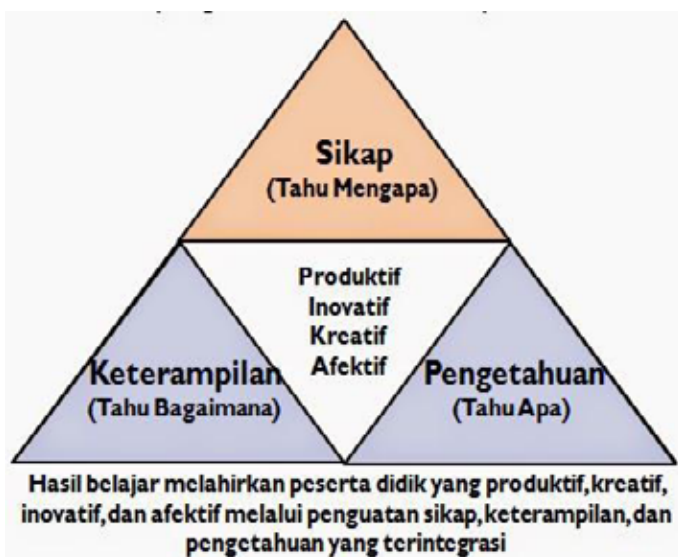 Sikap
(Tahu Mengapa)
Produktif
Inovatif
Kreatif
Afektif
Keterampilan
(Tahu Bagaimana)
Pengetahuan
(Tahu Apa)
Hasil belajar melahirkan peserta didik yang produktif,kreatif,
inovatif,dan afektif melalui penguatan sikap,keterampilan,dan
pengetahuan yang terintegrasi